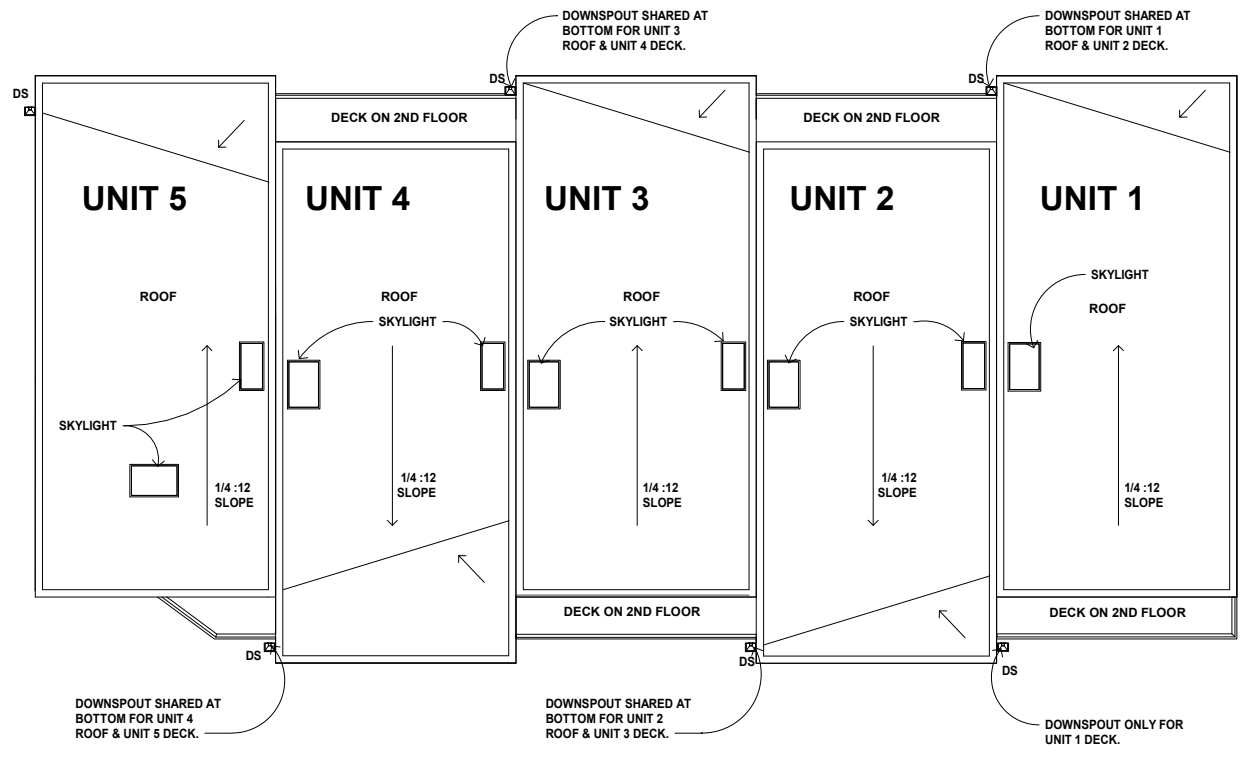 DOWNSPOUT SHARED AT
BOTTOM FOR UNIT 3
ROOF & UNIT 4 DECK.
DOWNSPOUT SHARED AT
BOTTOM FOR UNIT 1
ROOF & UNIT 2 DECK.
DS
DS
DS
DECK ON 2ND FLOOR
DECK ON 2ND FLOOR
UNIT 5
UNIT 4
UNIT 3
UNIT 2
UNIT 1
SKYLIGHT
ROOF
ROOF
ROOF
ROOF
ROOF
SKYLIGHT
SKYLIGHT
SKYLIGHT
SKYLIGHT
1/4 :12
SLOPE
1/4 :12
SLOPE
1/4 :12
SLOPE
1/4 :12
SLOPE
1/4 :12
SLOPE
DECK ON 2ND FLOOR
DECK ON 2ND FLOOR
DS
DS
DS
DOWNSPOUT SHARED AT
BOTTOM FOR UNIT 4
ROOF & UNIT 5 DECK.
DOWNSPOUT SHARED AT
BOTTOM FOR UNIT 2
ROOF & UNIT 3 DECK.
DOWNSPOUT ONLY FOR
UNIT 1 DECK.